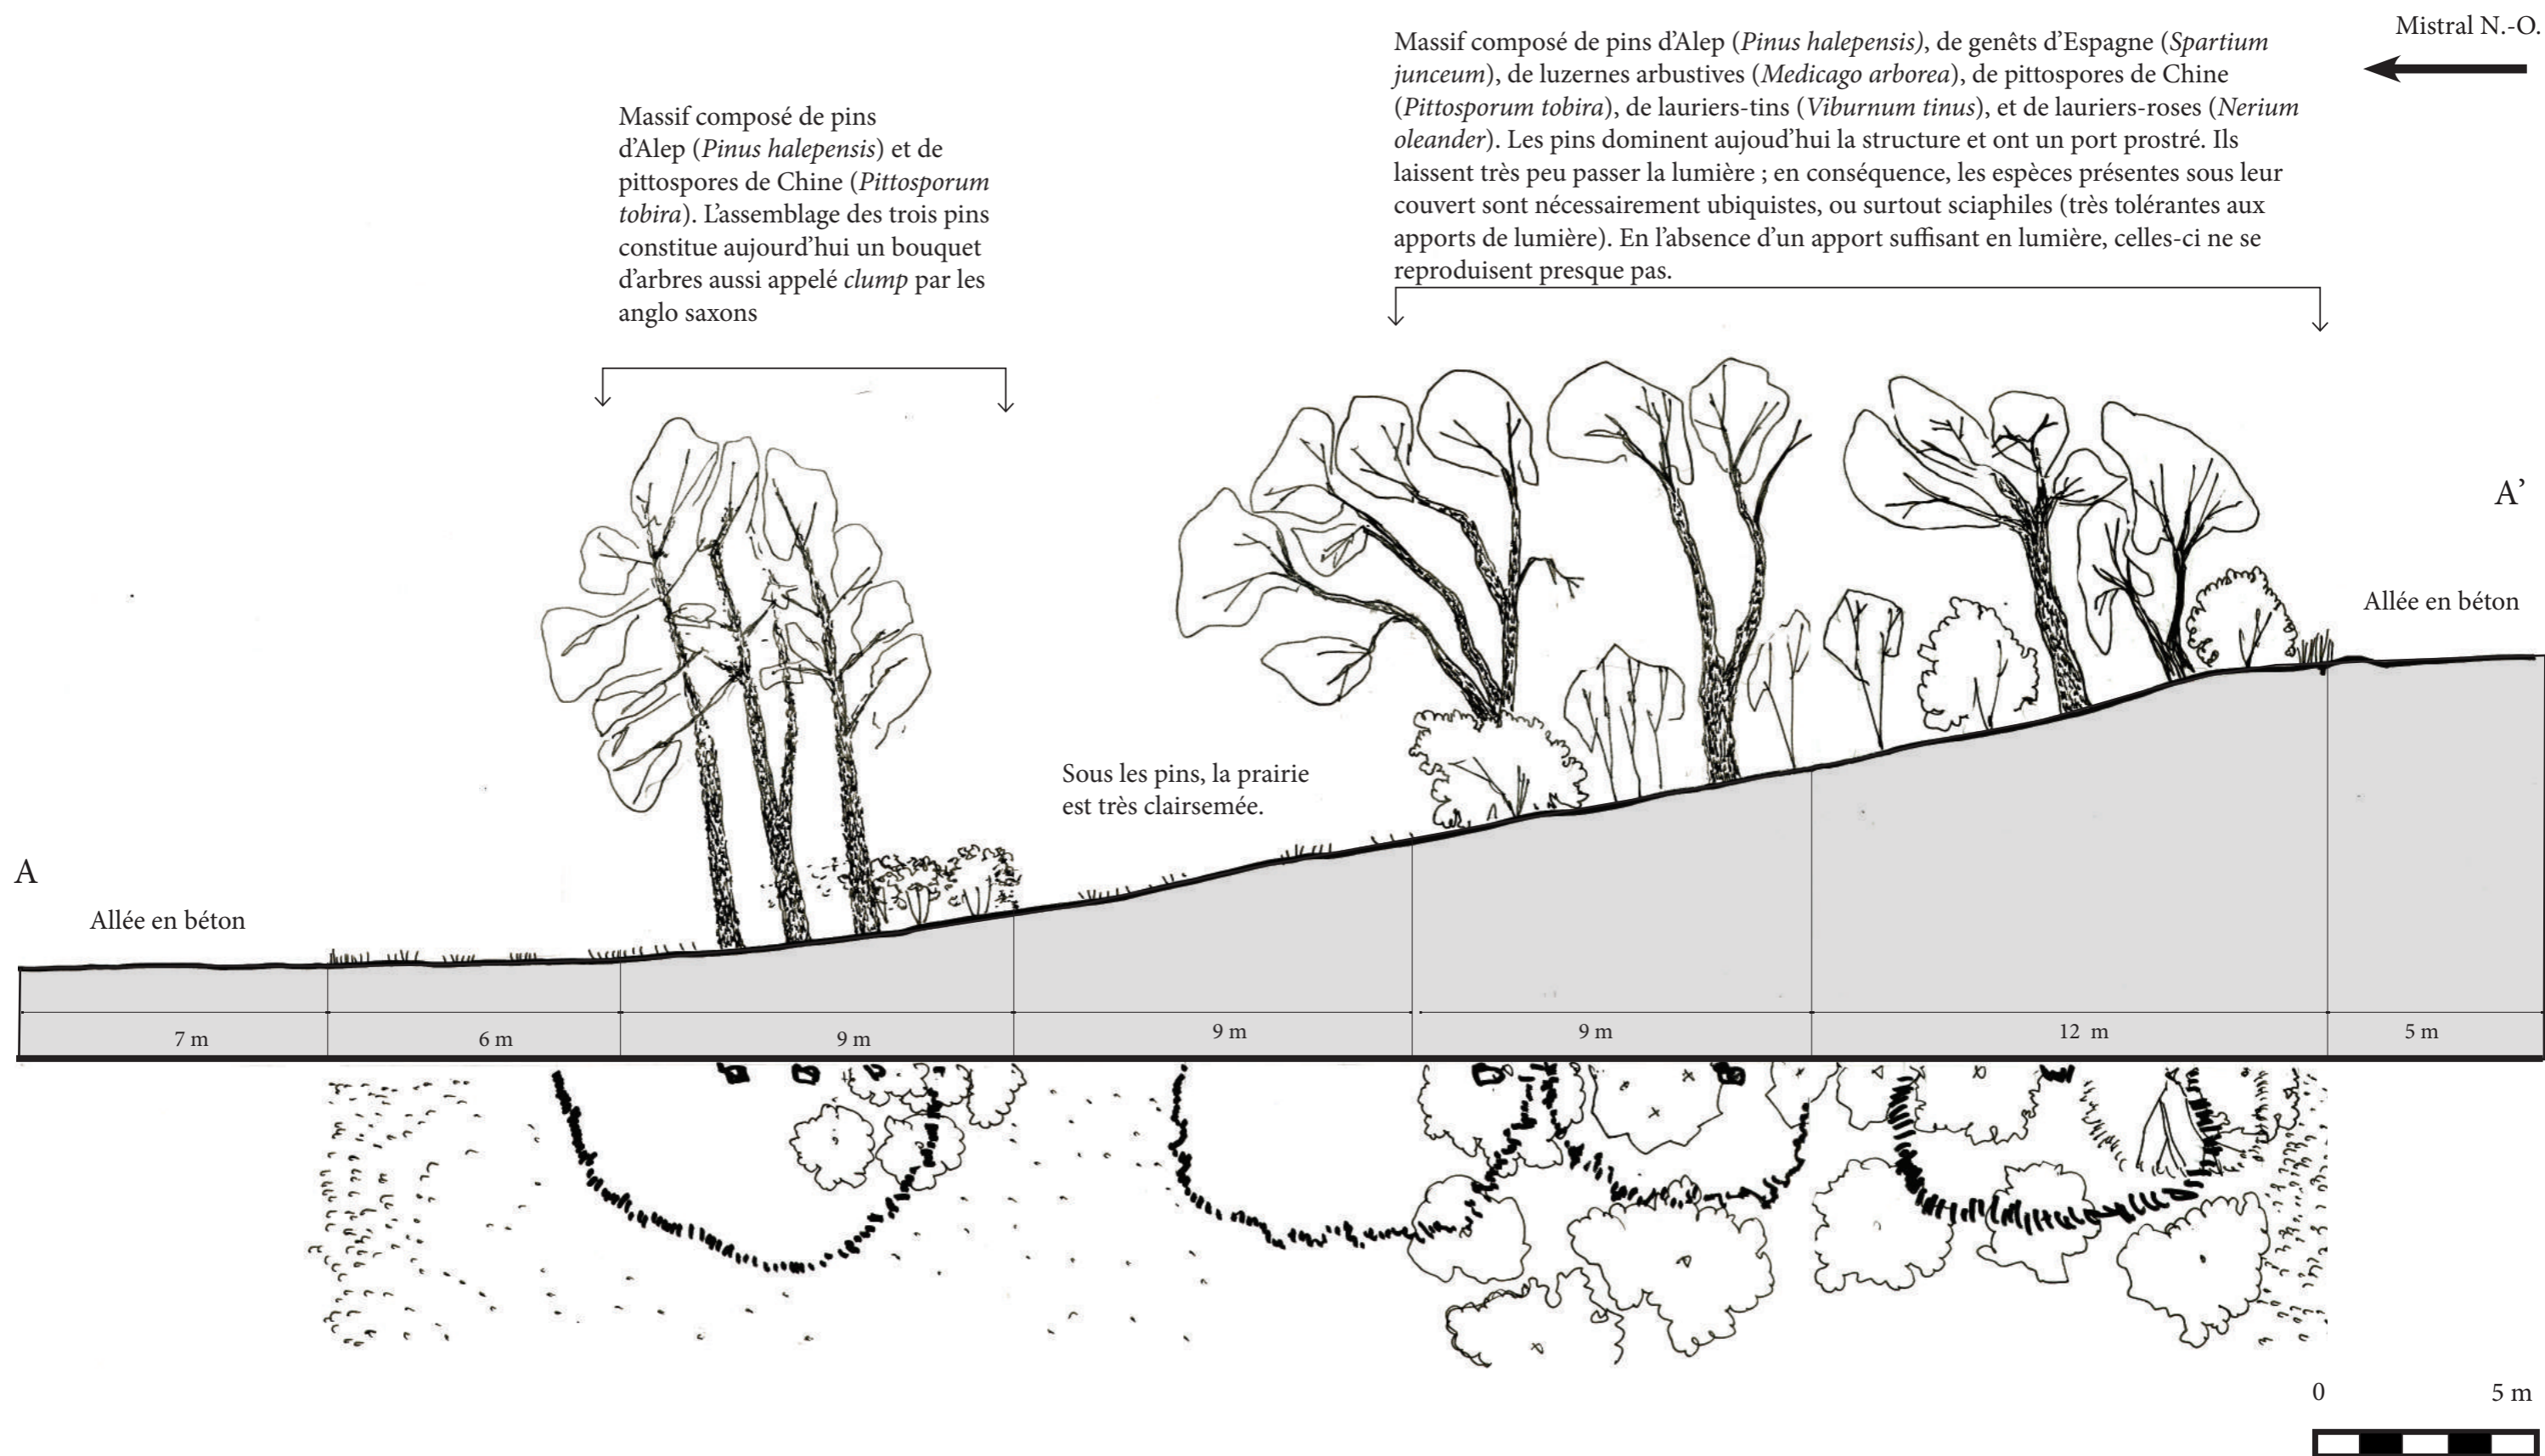 Mistral N.-O.
Massif composé de pins d’Alep (Pinus halepensis), de genêts d’Espagne (Spartium
junceum), de luzernes arbustives (Medicago arborea), de pittospores de Chine
(Pittosporum tobira), de lauriers-tins (Viburnum tinus), et de lauriers-roses (Nerium
oleander). Les pins dominent aujoud’hui la structure et ont un port prostré. Ils
laissent très peu passer la lumière ; en conséquence, les espèces présentes sous leur
couvert sont nécessairement ubiquistes, ou surtout sciaphiles (très tolérantes aux
apports de lumière). En l’absence d’un apport suffisant en lumière, celles-ci ne se
reproduisent presque pas.
Massif composé de pins
d’Alep (Pinus halepensis) et de
pittospores de Chine (Pittosporum
tobira). L’assemblage des trois pins
constitue aujourd’hui un bouquet
d’arbres aussi appelé clump par les
anglo saxons
A’
Allée en béton
Sous les pins, la prairie
est très clairsemée.
A
Allée en béton
7 m
6 m
9 m
9 m
9 m
12 m
5 m
0
5 m